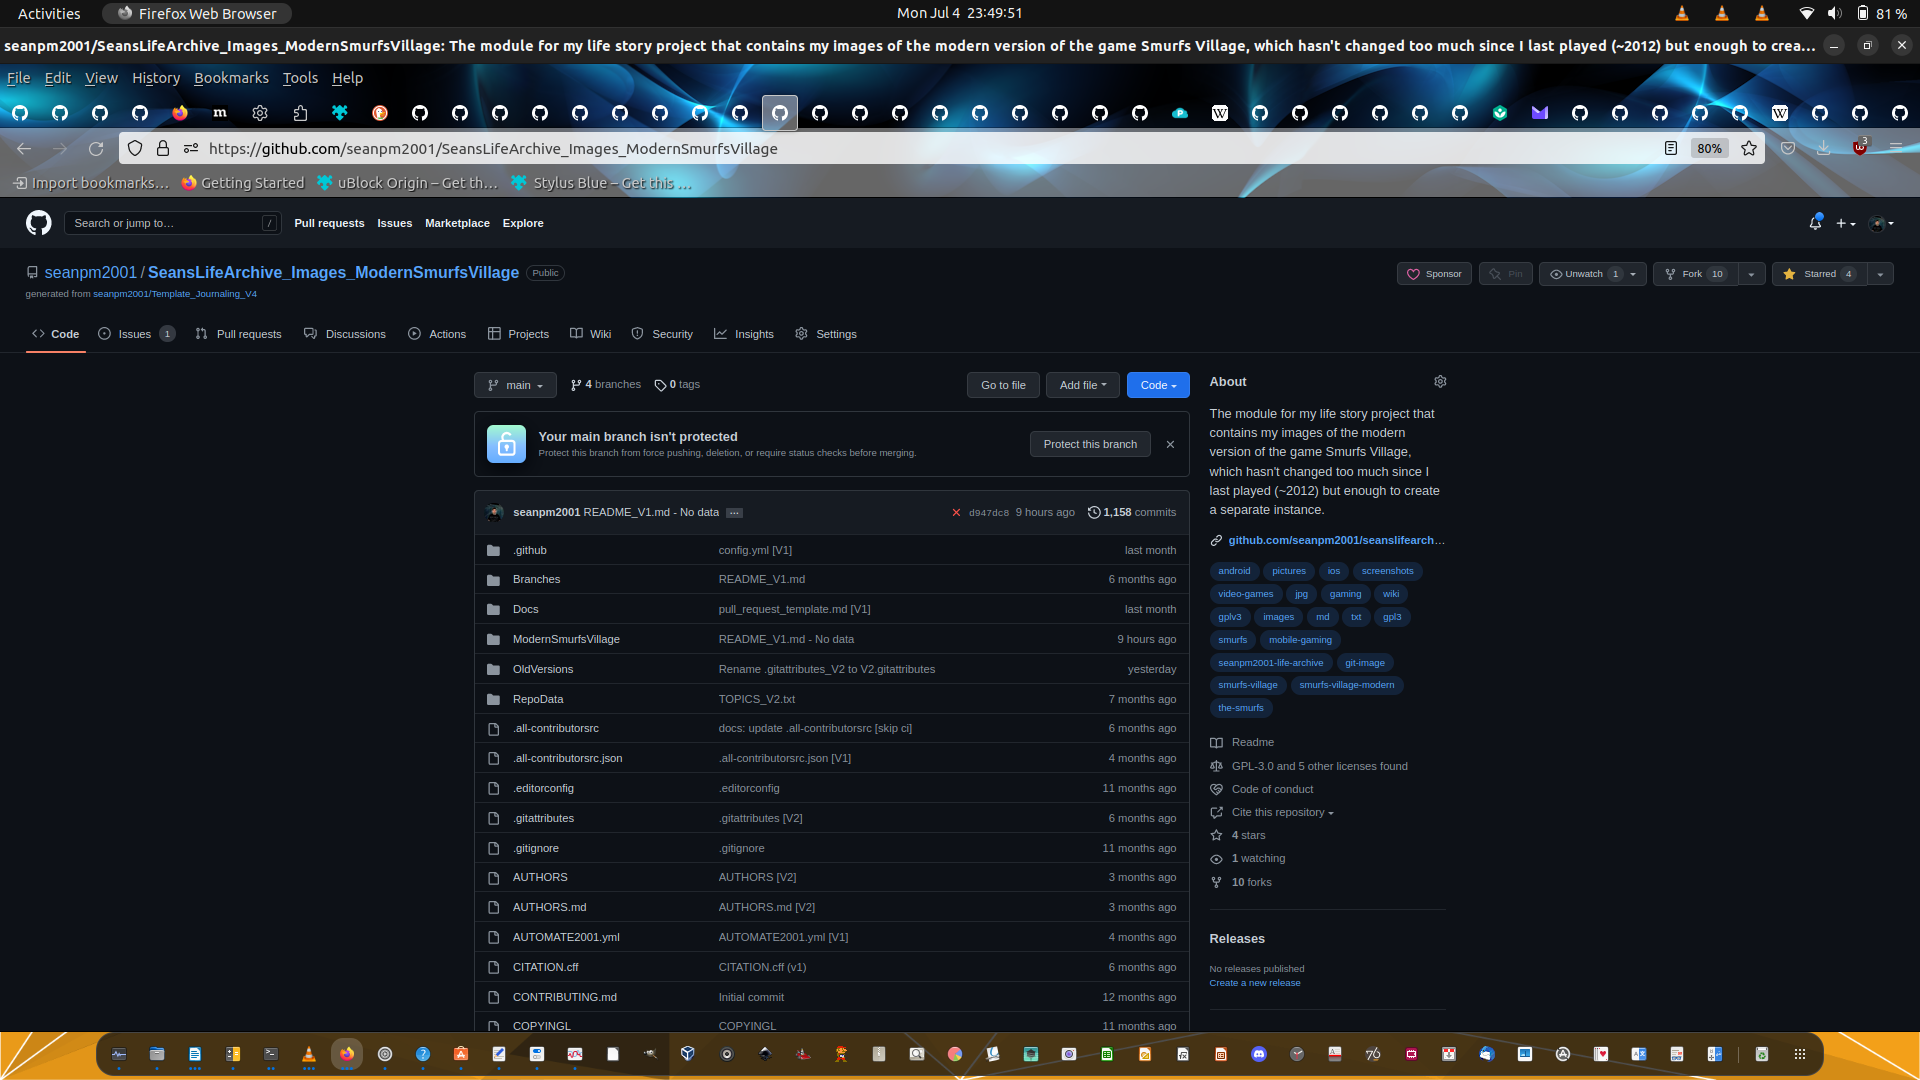 Activities
Firefox Web Browser
Mon Jul 4 23:49:51
81 %
seanpm2001/SeansLifeArchive_Images_ModernSmurfsVillage: The module for my life story project that contains my images of the modern version of the game Smurfs Village, which hasn't changed too much since I last played (~2012) but enough to crea…
File Edit View History Bookmarks Tools Help
https://github.com/seanpm2001/SeansLifeArchive_Images_ModernSmurfsVillage
80%
3
Import bookmarks… Getting Started uBlock Origin – Get th… Stylus Blue – Get this …
Search or jump to… /
Pull requests Issues Marketplace Explore
seanpm2001 / SeansLifeArchive_Images_ModernSmurfsVillage Public
generated from seanpm2001/Template_Journaling_V4
Sponsor Pin Unwatch 1 Fork 10 Starred 4
Code Issues 1 Pull requests Discussions Actions Projects Wiki Security Insights Settings
main 4 branches 0 tags
Go to file Add file Code
Your main branch isn't protected
Protect this branch from force pushing, deletion, or require status checks before merging.
Protect this branch
seanpm2001 README_V1.md - No data … d947dc8 9 hours ago 1,158 commits
.github config.yml [V1] last month
Branches README_V1.md 6 months ago
Docs pull_request_template.md [V1] last month
ModernSmurfsVillage README_V1.md - No data 9 hours ago
OldVersions Rename .gitattributes_V2 to V2.gitattributes yesterday
RepoData TOPICS_V2.txt 7 months ago
.all-contributorsrc docs: update .all-contributorsrc [skip ci] 6 months ago
.all-contributorsrc.json .all-contributorsrc.json [V1] 4 months ago
.editorconfig .editorconfig 11 months ago
.gitattributes .gitattributes [V2] 6 months ago
.gitignore .gitignore 11 months ago
AUTHORS AUTHORS [V2] 3 months ago
AUTHORS.md AUTHORS.md [V2] 3 months ago
AUTOMATE2001.yml AUTOMATE2001.yml [V1] 4 months ago
CITATION.cff CITATION.cff (v1) 6 months ago
CONTRIBUTING.md Initial commit 12 months ago
COPYINGL COPYINGL 11 months ago
About
The module for my life story project that
contains my images of the modern
version of the game Smurfs Village,
which hasn't changed too much since I
last played (~2012) but enough to create
a separate instance.
github.com/seanpm2001/seanslifearch…
android pictures ios screenshots
video-games jpg gaming wiki
gplv3 images md txt gpl3
smurfs mobile-gaming
seanpm2001-life-archive git-image
smurfs-village smurfs-village-modern
the-smurfs
Readme
GPL-3.0 and 5 other licenses found
Code of conduct
Cite this repository
4 stars
1 watching
10 forks
Releases
No releases published
Create a new release